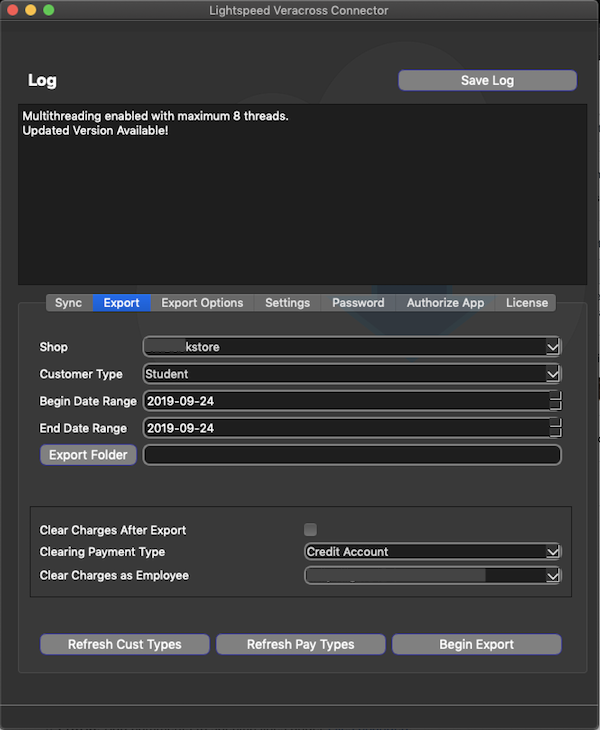 Lightspeed Veracross Connector
Log
Save Log
Multithreading enabled with maximum 8 threads.
Updated Version Available!
Sync Export Export Options Settings Password Authorize App License
Shop kstore
Customer Type Student
Begin Date Range 2019-09-24
End Date Range 2019-09-24
Export Folder
Clear Charges After Export
Clearing Payment Type Credit Account
Clear Charges as Employee
Refresh Cust Types Refresh Pay Types Begin Export